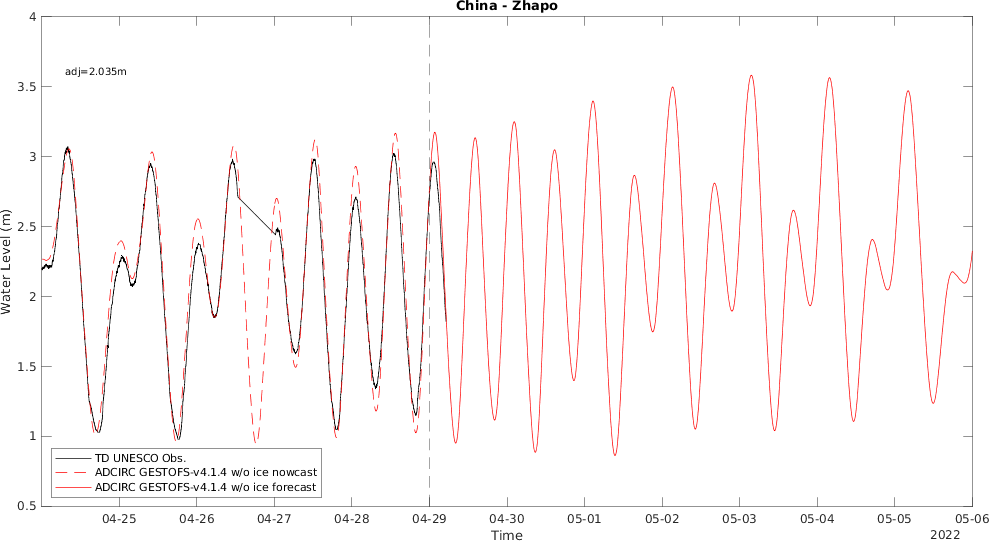 China - Zhapo
4
3.5
3
2.5
2
1.5
1
0.5
Water Level (m)
adj=2.035m
TD UNESCO Obs.
ADCIRC GESTOFS-v4.1.4 w/o ice nowcast
ADCIRC GESTOFS-v4.1.4 w/o ice forecast
04-25 04-26 04-27 04-28 04-29 04-30 05-01 05-02 05-03 05-04 05-05 05-06
Time
2022